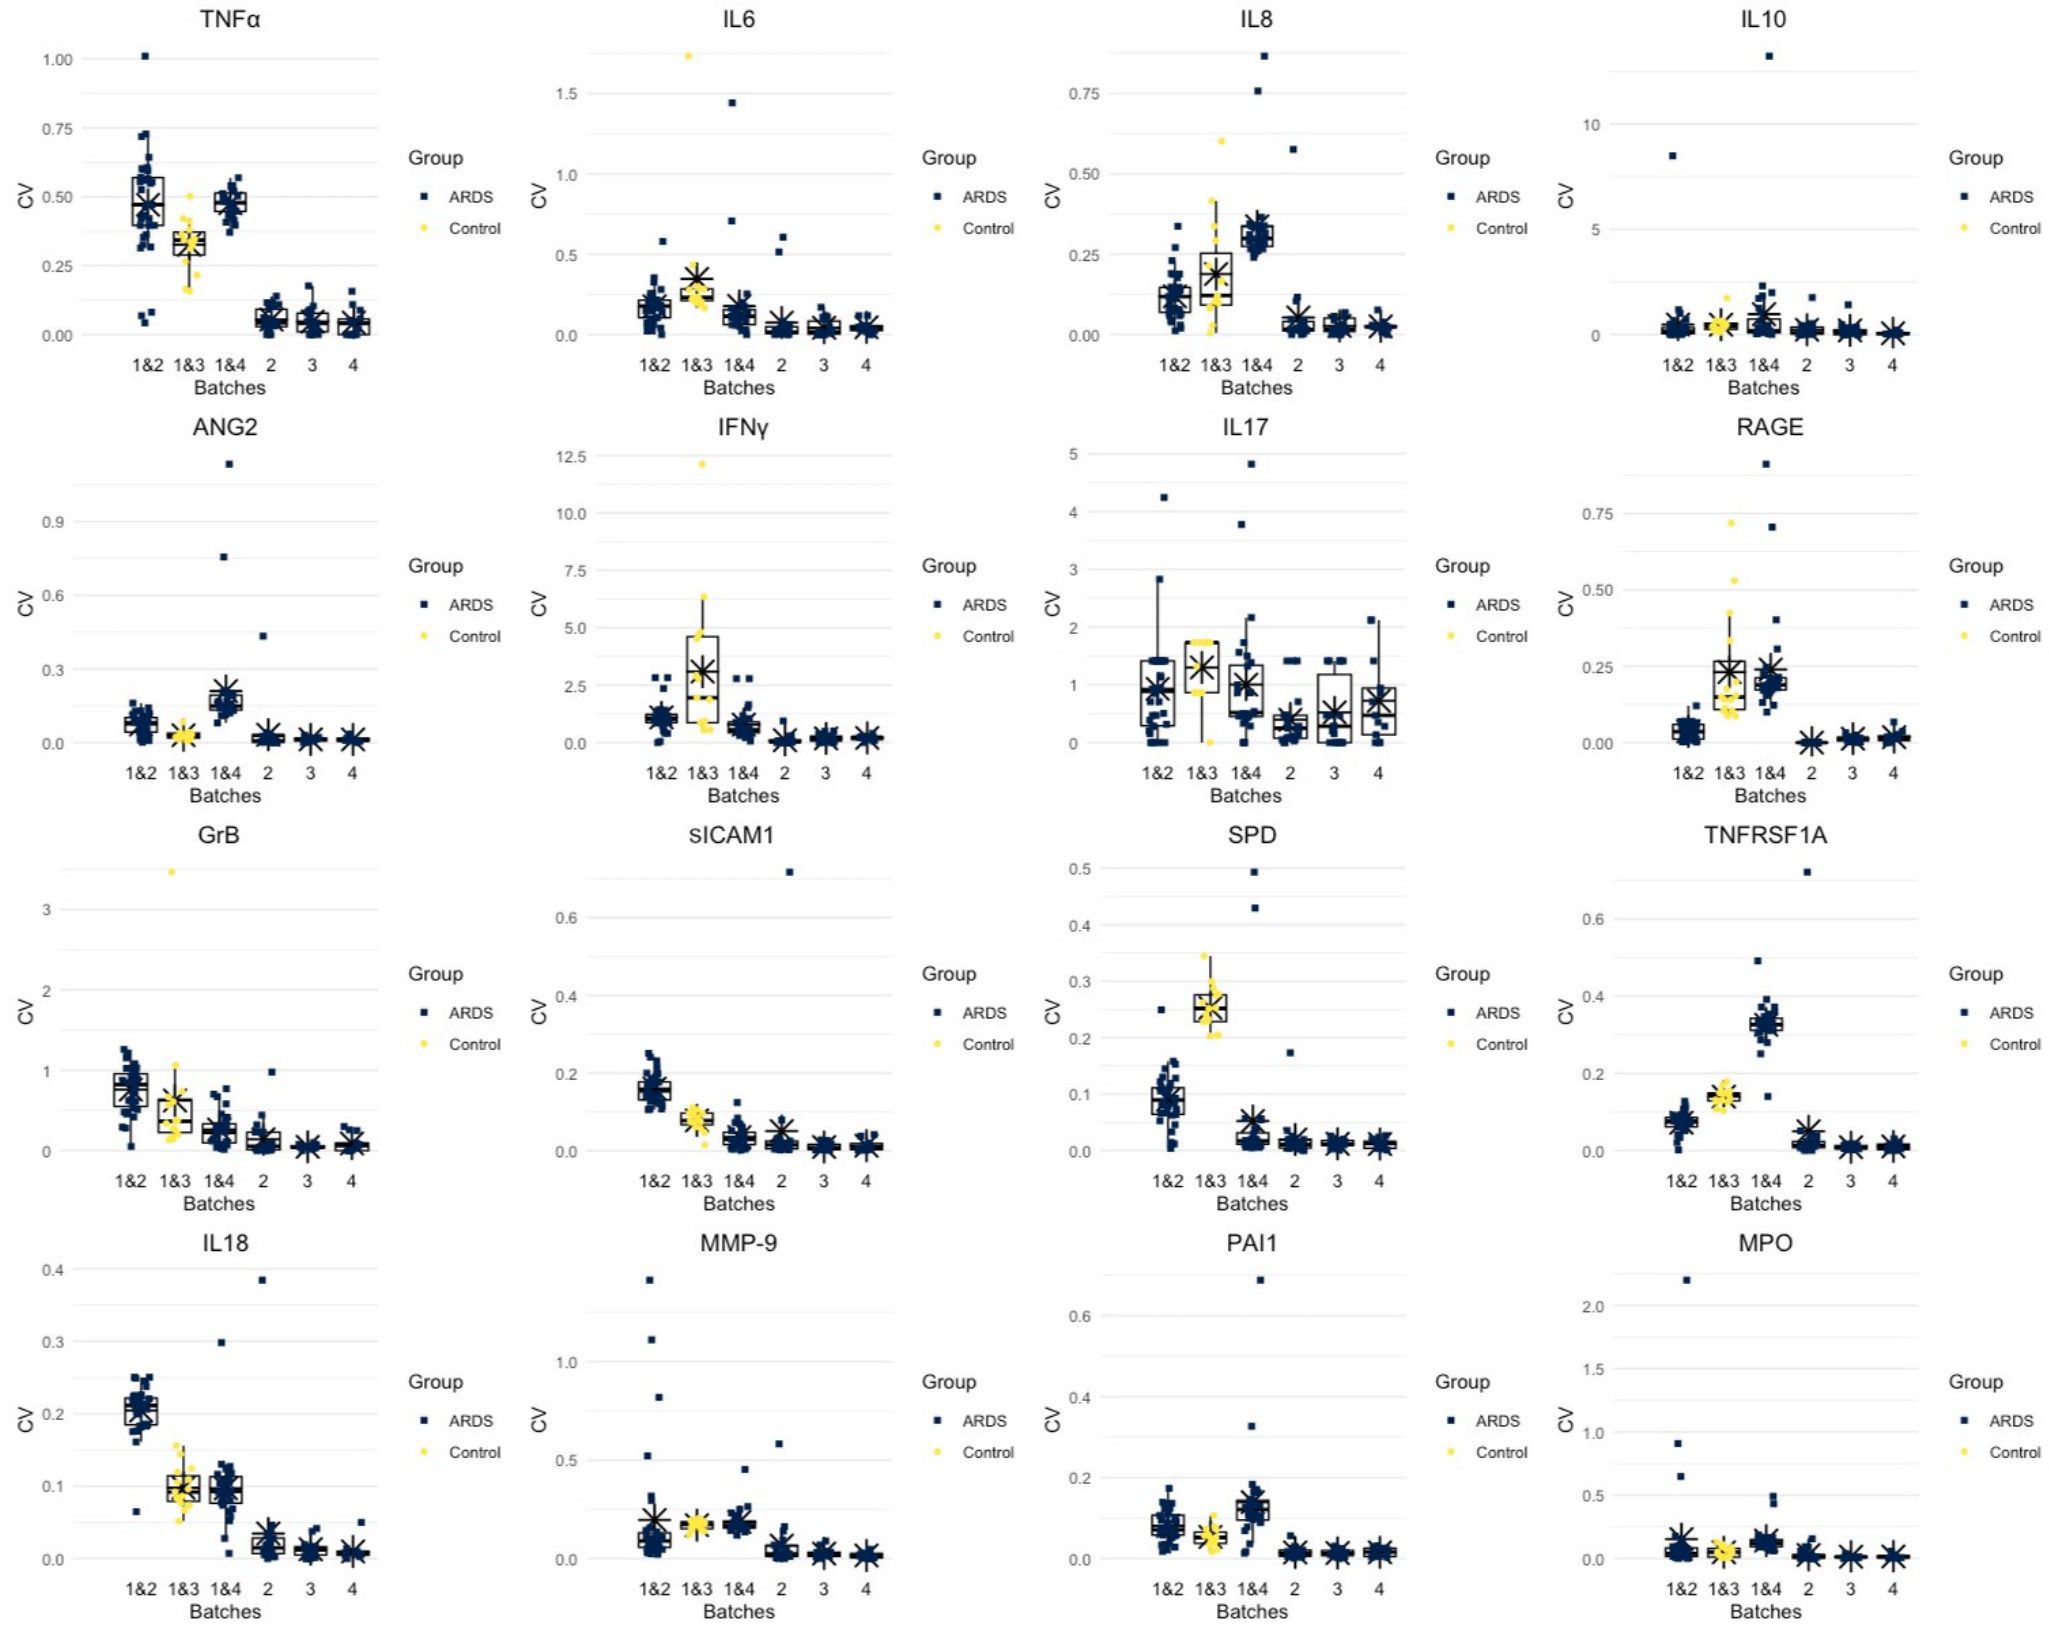 TNFα
CV
1.00
0.75
0.50
0.25
0.00
1&2 1&3 1&4 2 3 4
Batches
Group
ARDS
Control
IL6
CV
1.5
1.0
0.5
0.0
1&2 1&3 1&4 2 3 4
Batches
Group
ARDS
Control
IL8
CV
0.75
0.50
0.25
0.00
1&2 1&3 1&4 2 3 4
Batches
Group
ARDS
Control
IL10
CV
10
5
0
1&2 1&3 1&4 2 3 4
Batches
Group
ARDS
Control
ANG2
CV
0.9
0.6
0.3
0.0
1&2 1&3 1&4 2 3 4
Batches
Group
ARDS
Control
IFNγ
CV
12.5
10.0
7.5
5.0
2.5
0.0
1&2 1&3 1&4 2 3 4
Batches
Group
ARDS
Control
IL17
CV
5
4
3
2
1
0
1&2 1&3 1&4 2 3 4
Batches
Group
ARDS
Control
RAGE
CV
0.75
0.50
0.25
0.00
1&2 1&3 1&4 2 3 4
Batches
Group
ARDS
Control
GrB
CV
3
2
1
0
1&2 1&3 1&4 2 3 4
Batches
Group
ARDS
Control
sICAM1
CV
0.6
0.4
0.2
0.0
1&2 1&3 1&4 2 3 4
Batches
Group
ARDS
Control
SPD
CV
0.5
0.4
0.3
0.2
0.1
0.0
1&2 1&3 1&4 2 3 4
Batches
Group
ARDS
Control
TNFRSF1A
CV
0.6
0.4
0.2
0.0
1&2 1&3 1&4 2 3 4
Batches
Group
ARDS
Control
IL18
CV
0.4
0.3
0.2
0.1
0.0
1&2 1&3 1&4 2 3 4
Batches
Group
ARDS
Control
MMP-9
CV
1.0
0.5
0.0
1&2 1&3 1&4 2 3 4
Batches
Group
ARDS
Control
PAI1
CV
0.6
0.4
0.2
0.0
1&2 1&3 1&4 2 3 4
Batches
Group
ARDS
Control
MPO
CV
2.0
1.5
1.0
0.5
0.0
1&2 1&3 1&4 2 3 4
Batches
Group
ARDS
Control